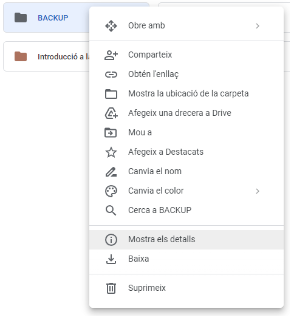 BACKUP
Introducció a l
Obre amb
Comparteix
Obtén l'enllaç
Mostra la ubicació de la carpeta
Afegeix una drecera a Drive
Mou a
Afegeix a Destacats
Canvia el nom
Canvia el color
Cerca a BACKUP
Mostra els detalls
Baixa
Suprimeix